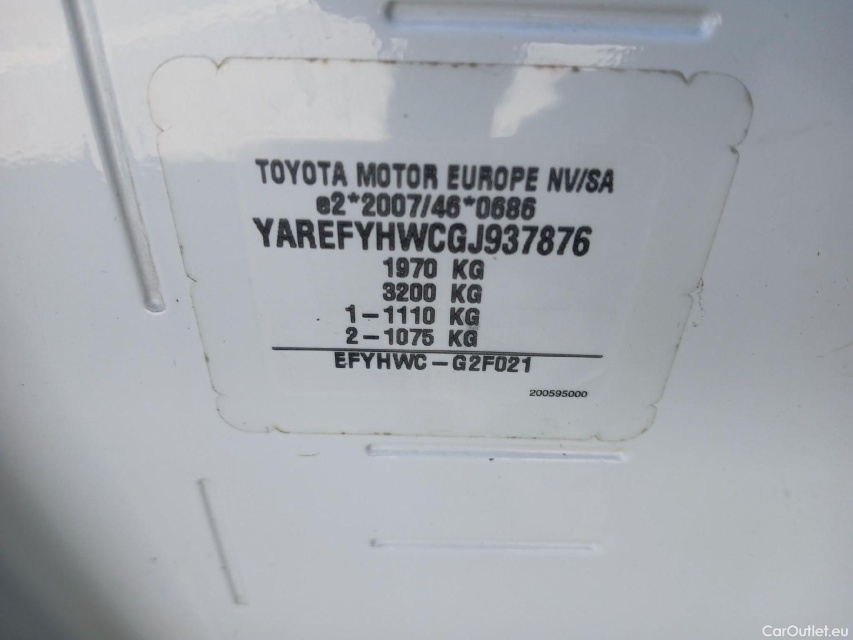 TOYOTA MOTOR EUROPE NV/SA
e2*2007/46*0686
YAREFYHWCGJ937876
1970 KG
3200 KG
1-1110 KG
2-1075 KG
EFYHWC-G2F021
200595000
CarOutlet.eu